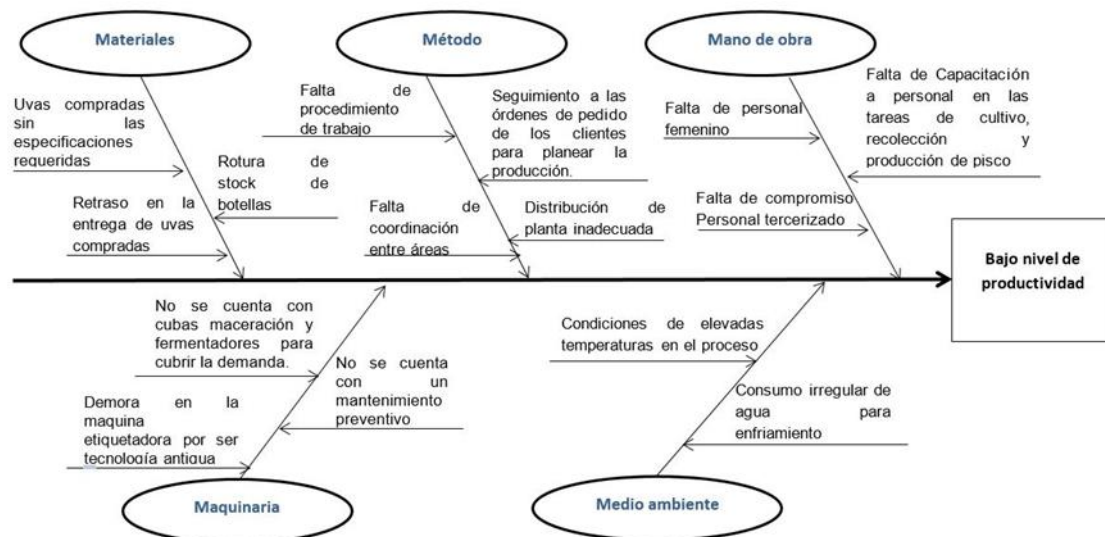 Materiales
Método
Mano de obra
Uvas compradas
sin las
especificaciones
requeridas
Rotura de
stock de
botellas
Retraso en la
entrega de uvas
compradas
Falta de
procedimiento
de trabajo
Seguimiento a las
órdenes de pedido
de los clientes
para planear la
producción.
Falta de
coordinación
entre áreas
Distribución de
planta inadecuada
Falta de personal
femenino
Falta de Capacitación
a personal en las
tareas de cultivo,
recolección y
producción de pisco
Falta de compromiso
Personal tercerizado
Bajo nivel de
productividad
No se cuenta con
cubas maceración y
fermentadores para
cubrir la demanda.
No se cuenta
con un
mantenimiento
preventivo
Demora en la
maquina
etiquetadora por ser
tecnología antigua
Condiciones de elevadas
temperaturas en el proceso
Consumo irregular de
agua para
enfriamiento
Maquinaria
Medio ambiente